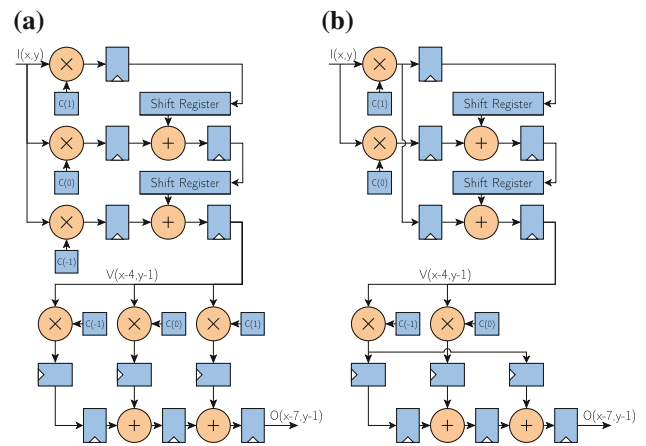 (a)
I(x,y)
C(1)
Shift Register
C(0)
Shift Register
C(-1)
V(x-4,y-1)
C(-1)
C(0)
C(1)
O(x-7,y-1)
(b)
I(x,y)
C(1)
Shift Register
C(0)
Shift Register
V(x-4,y-1)
C(-1)
C(0)
O(x-7,y-1)